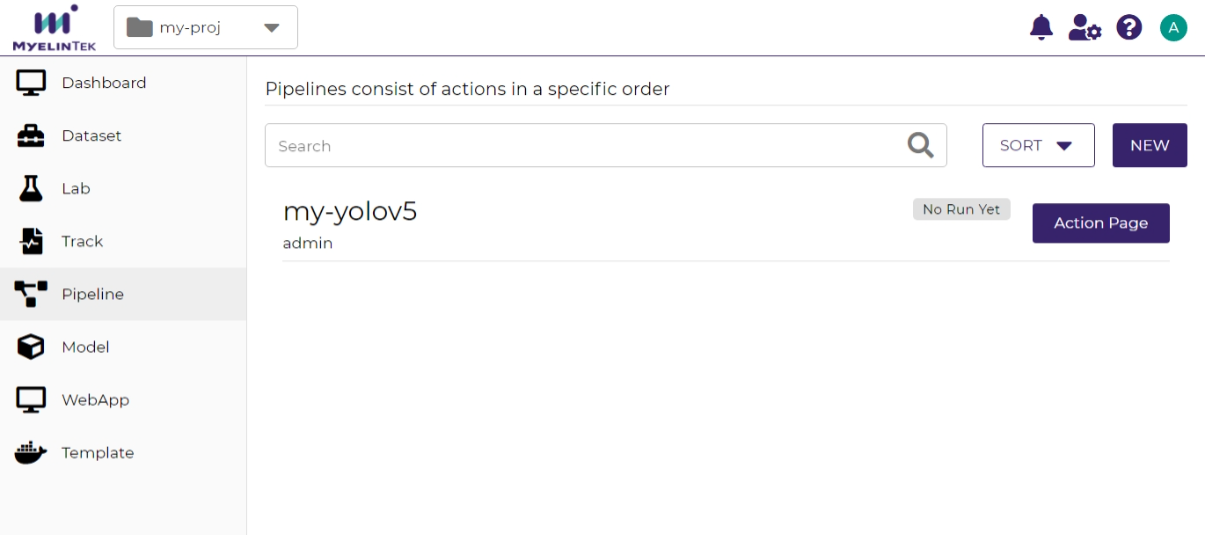 MYELINTEK
my-proj
A
Dashboard
Dataset
Lab
Track
Pipeline
Model
WebApp
Template
Pipelines consist of actions in a specific order
Search
SORT
NEW
my-yolov5
admin
No Run Yet
Action Page